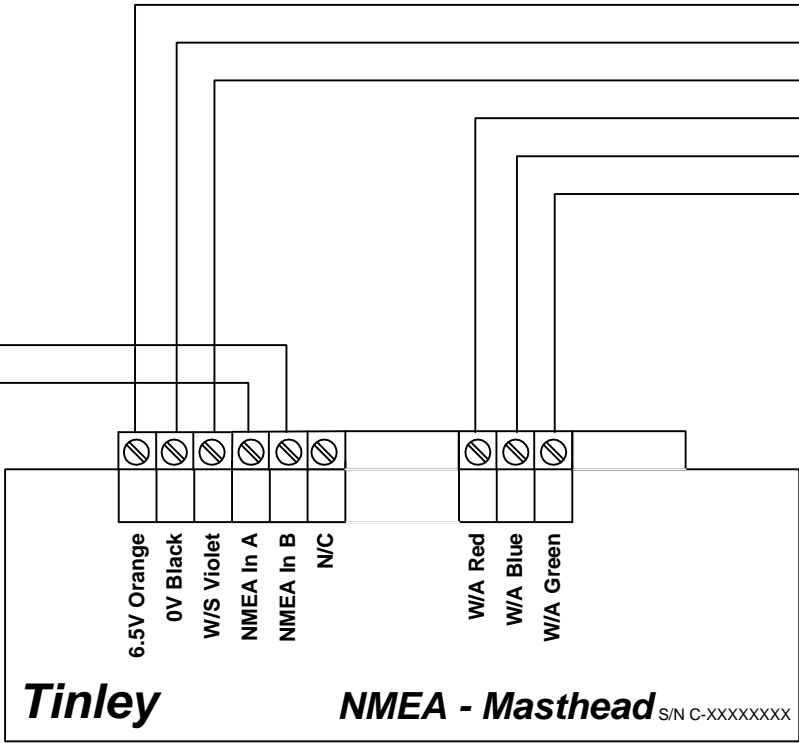 6.5V Orange
0V Black
W/S Violet
NMEA In A
NMEA In B
N/C
W/A Red
W/A Blue
W/A Green
Tinley
NMEA - Masthead S/N C-XXXXXXXX